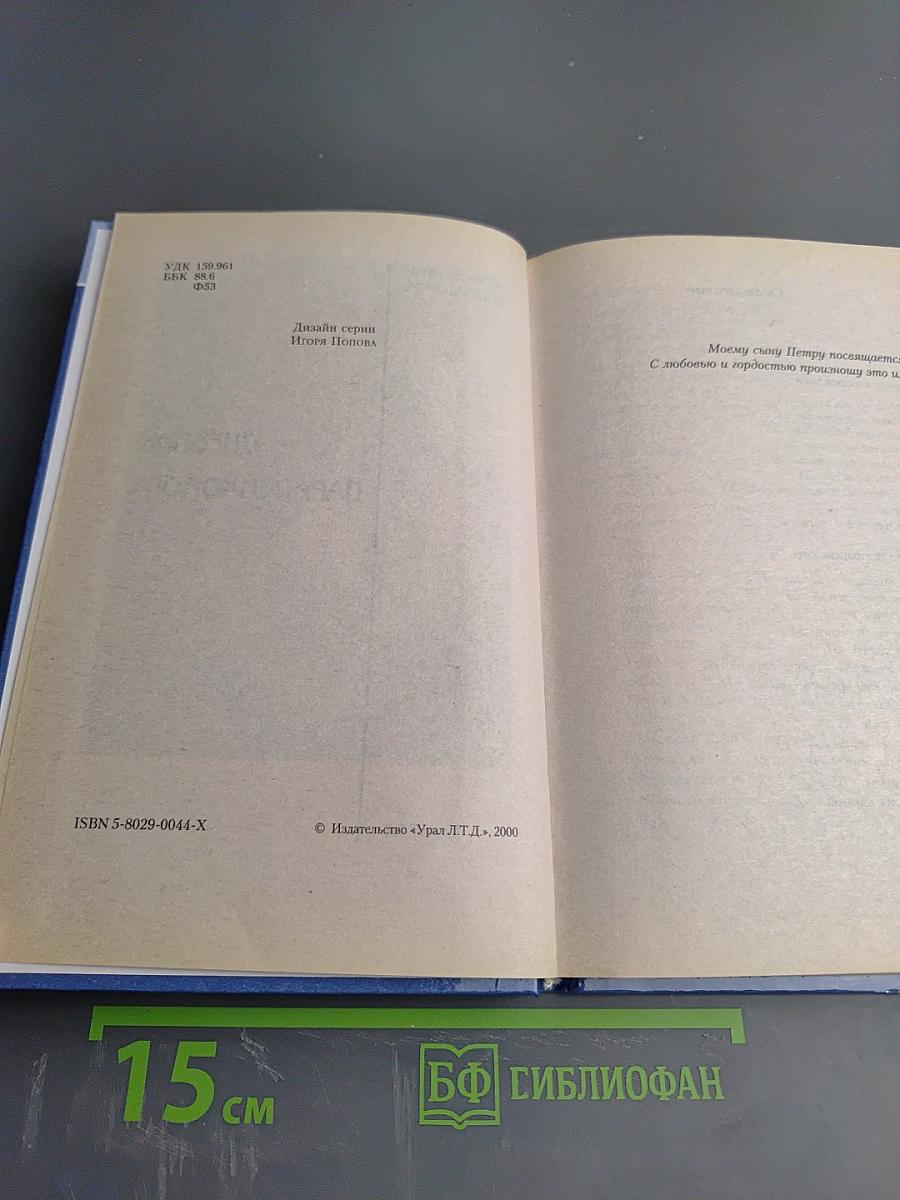 УДК 159.961
ББК 88.6
Ф53
Дизайн серии
Игоря Попова
ISBN 5-8029-0044-X
© Издательство «Урал Л.Т.Д.», 2000
Моему сыну Петру посвящается
С любовью и гордостью произношу это
15 см
БФ БИБЛИОФАН